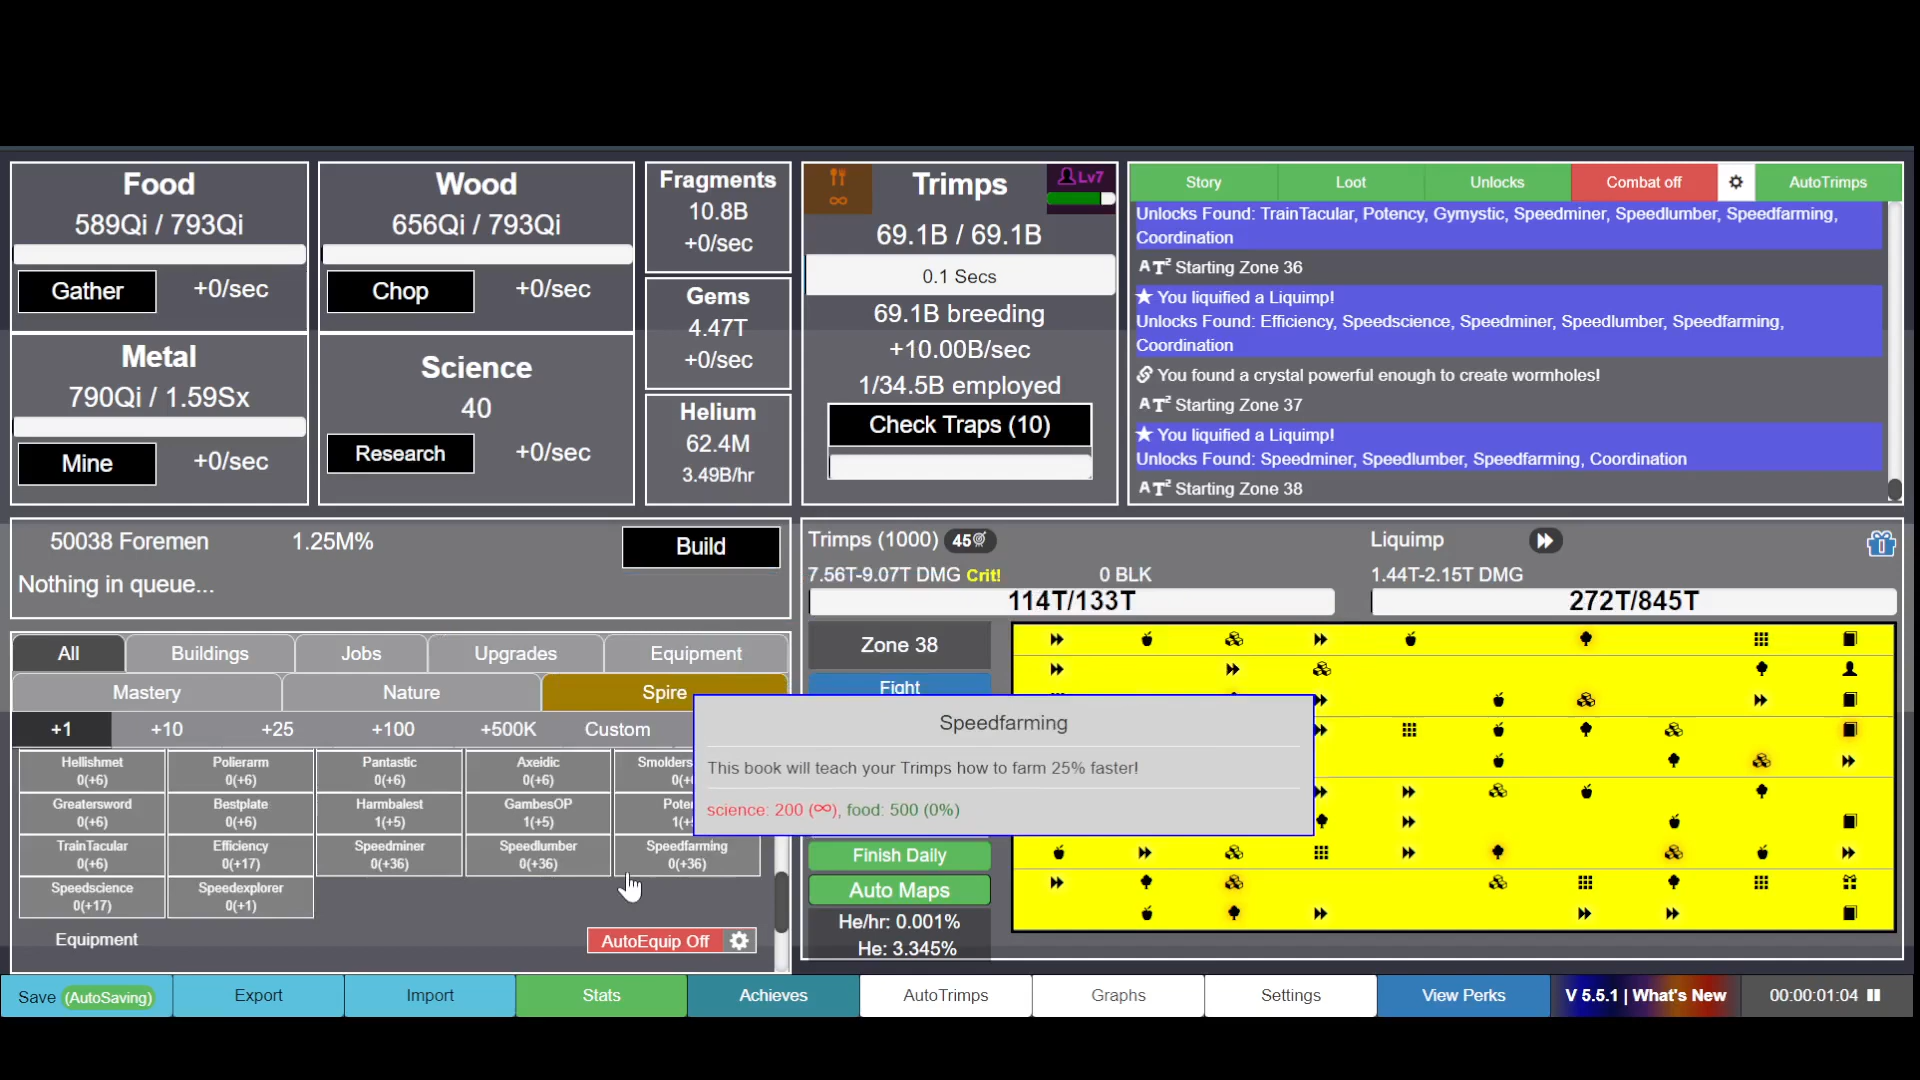 Food
589Qi / 793Qi
Gather +0/sec
Wood
656Qi / 793Qi
Chop +0/sec
Metal
790Qi / 1.59Sx
Mine +0/sec
Science
40
Research +0/sec
Fragments
10.8B
+0/sec
Gems
4.47T
+0/sec
Helium
62.4M
3.49B/hr
∞
Trimps
Lv7
69.1B / 69.1B
0.1 Secs
69.1B breeding
+10.00B/sec
1/34.5B employed
Check Traps (10)
Story Loot Unlocks Combat off AutoTrimps
Unlocks Found: TrainTacular, Potency, Gymystic, Speedminer, Speedlumber, Speedfarming,
Coordination
AT² Starting Zone 36
You liquified a Liquimp!
Unlocks Found: Efficiency, Speedscience, Speedminer, Speedlumber, Speedfarming,
Coordination
You found a crystal powerful enough to create wormholes!
AT² Starting Zone 37
You liquified a Liquimp!
Unlocks Found: Speedminer, Speedlumber, Speedfarming, Coordination
AT² Starting Zone 38
50038 Foremen 1.25M% Build
Nothing in queue...
All Buildings Jobs Upgrades Equipment
Mastery Nature Spire
+1 +10 +25 +100 +500K Custom
Hellishmet Polierarm Pantastic Axeidic Smolders
0(+6) 0(+6) 0(+6) 0(+6) 0(+
Greatersword Bestplate Harmbalest GambesOP Pote
0(+6) 0(+6) 1(+5) 1(+5) 1(+
TrainTacular Efficiency Speedminer Speedlumber Speedfarming
0(+6) 0(+17) 0(+36) 0(+36) 0(+36)
Speedscience Speedexplorer
0(+17) 0(+1)
Equipment AutoEquip Off
Trimps (1000) 45
7.56T-9.07T DMG Crit! 0 BLK
114T/133T
Liquimp
1.44T-2.15T DMG
272T/845T
Zone 38
Fight
Speedfarming
This book will teach your Trimps how to farm 25% faster!
science: 200 (∞), food: 500 (0%)
Finish Daily
Auto Maps
He/hr: 0.001%
He: 3.345%
Save (AutoSaving) Export Import Stats Achieves AutoTrimps Graphs Settings View Perks V 5.5.1 | What's New 00:00:01:04